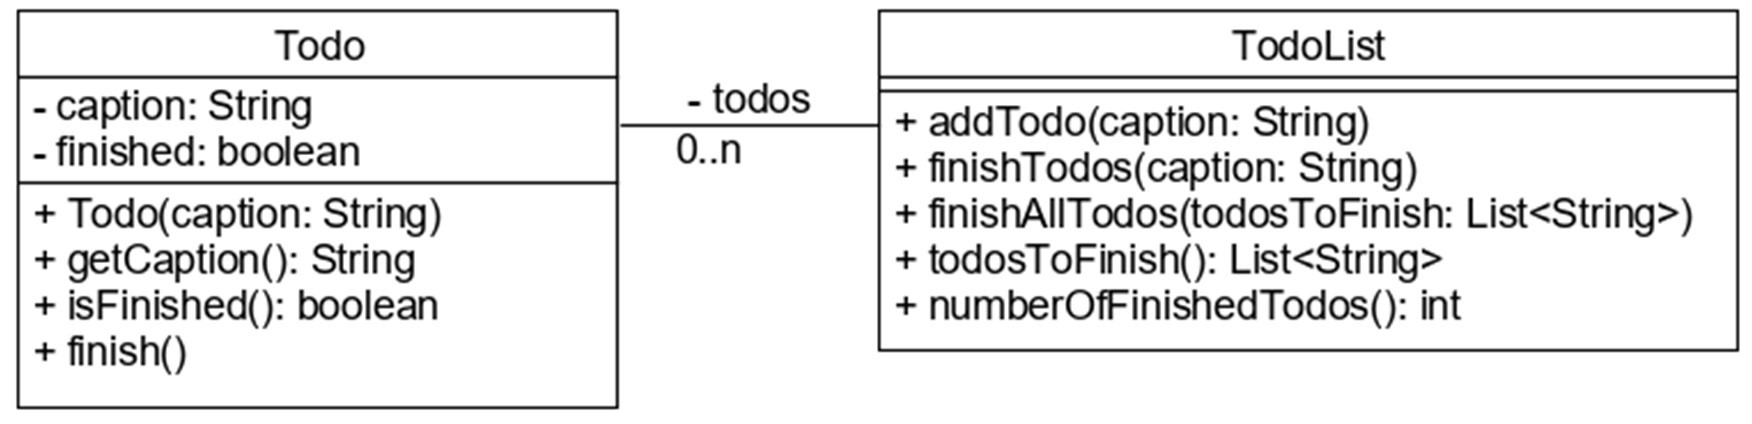 Todo
- caption: String
- finished: boolean
+ Todo(caption: String)
+ getCaption(): String
+ isFinished(): boolean
+ finish()
- todos
0..n
TodoList
+ addTodo(caption: String)
+ finishTodos(caption: String)
+ finishAllTodos(todosToFinish: List<String>)
+ todosToFinish(): List<String>
+ numberOfFinishedTodos(): int